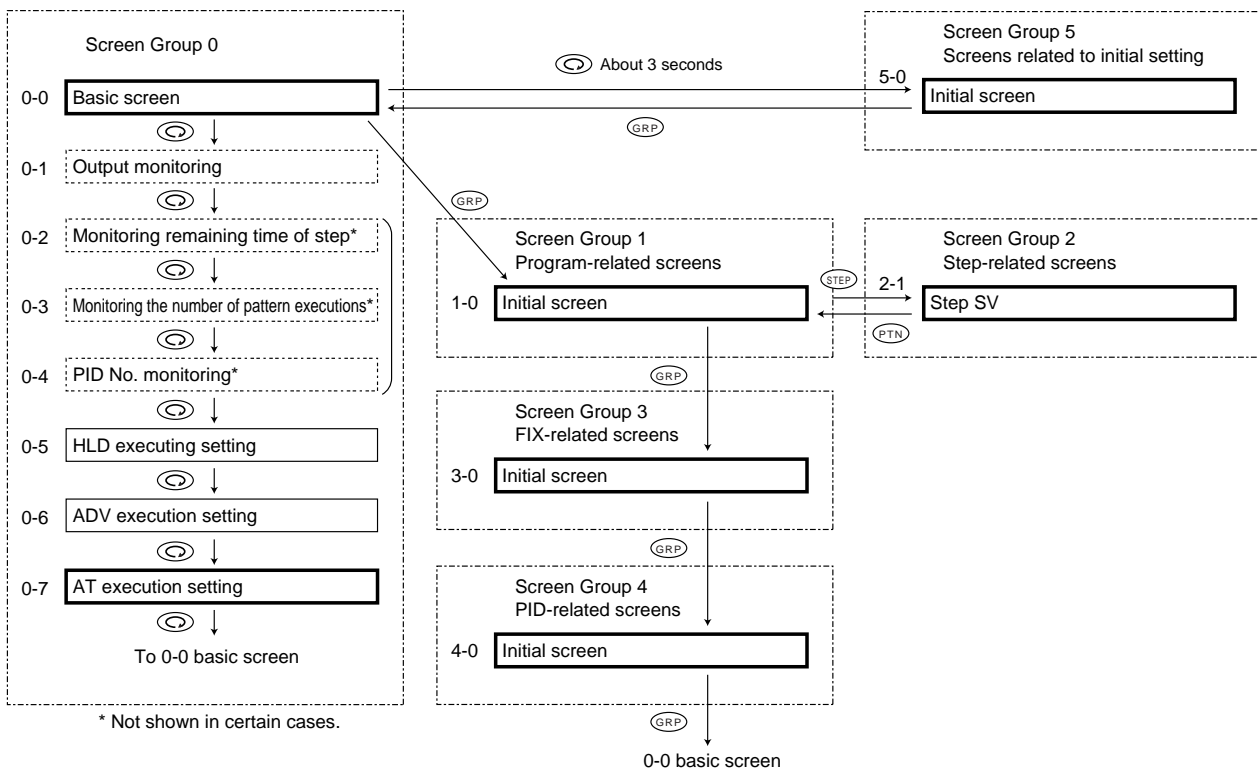 Screen Group 0
0-0 Basic screen
0-1 Output monitoring
0-2 Monitoring remaining time of step*
0-3 Monitoring the number of pattern executions*
0-4 PID No. monitoring*
0-5 HLD executing setting
0-6 ADV execution setting
0-7 AT execution setting
To 0-0 basic screen
* Not shown in certain cases.
About 3 seconds
GRP
Screen Group 5
Screens related to initial setting
5-0 Initial screen
GRP
Screen Group 1
Program-related screens
1-0 Initial screen
STEP
PTN
Screen Group 2
Step-related screens
2-1 Step SV
GRP
Screen Group 3
FIX-related screens
3-0 Initial screen
GRP
Screen Group 4
PID-related screens
4-0 Initial screen
GRP
0-0 basic screen